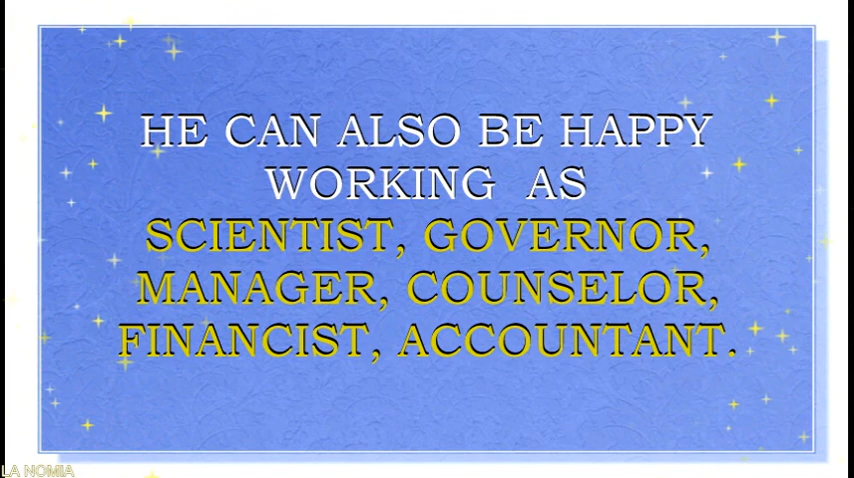 HE CAN ALSO BE HAPPY
WORKING AS
SCIENTIST, GOVERNOR,
MANAGER, COUNSELOR,
FINANCIST, ACCOUNTANT.
LA NOMIA